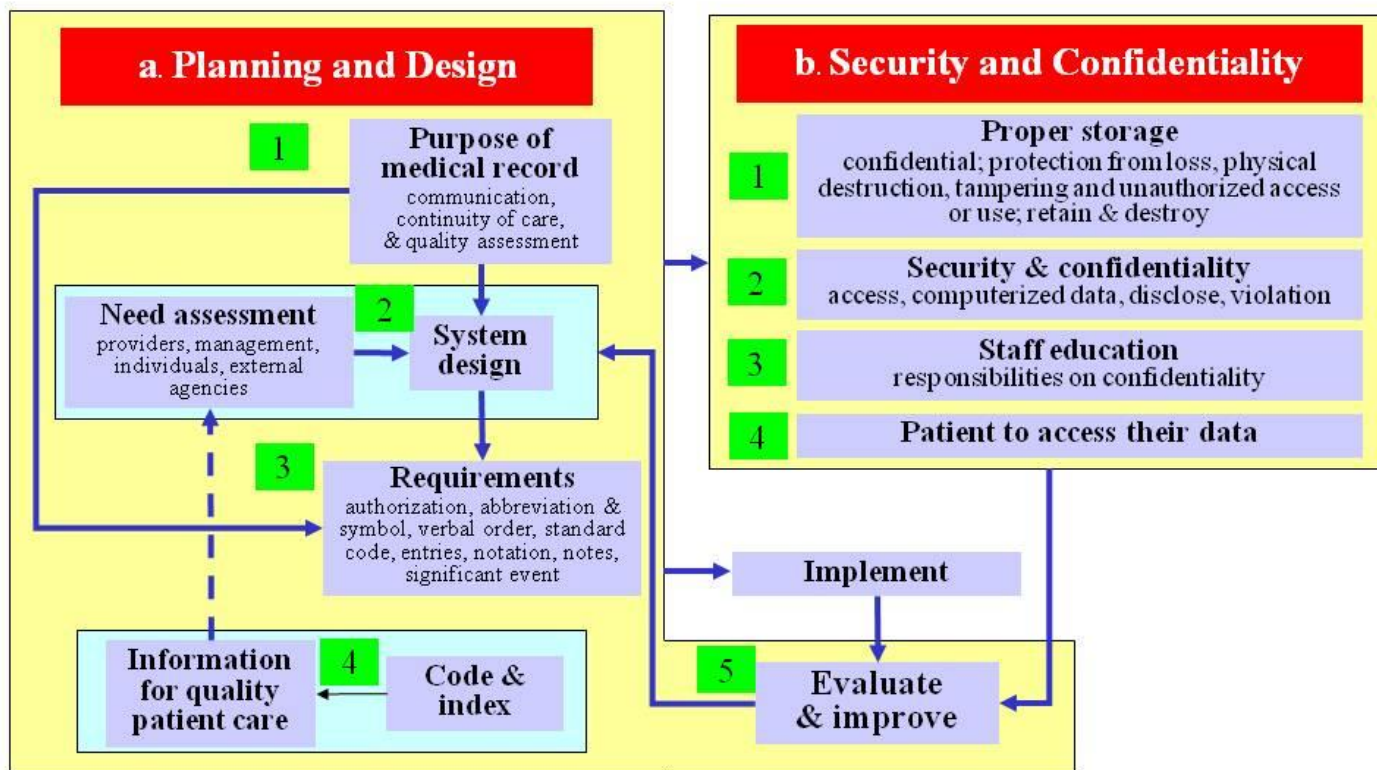 a. Planning and Design
1
Purpose of
medical record
communication,
continuity of care,
& quality assessment
Need assessment
providers, management,
individuals, external
agencies
2
System
design
3
Requirements
authorization, abbreviation &
symbol, verbal order, standard
code, entries, notation, notes,
significant event
Information
for quality
patient care
4
Code &
index
b. Security and Confidentiality
1
Proper storage
confidential; protection from loss, physical
destruction, tampering and unauthorized access
or use; retain & destroy
2
Security & confidentiality
access, computerized data, disclose, violation
3
Staff education
responsibilities on confidentiality
4
Patient to access their data
Implement
5
Evaluate
& improve